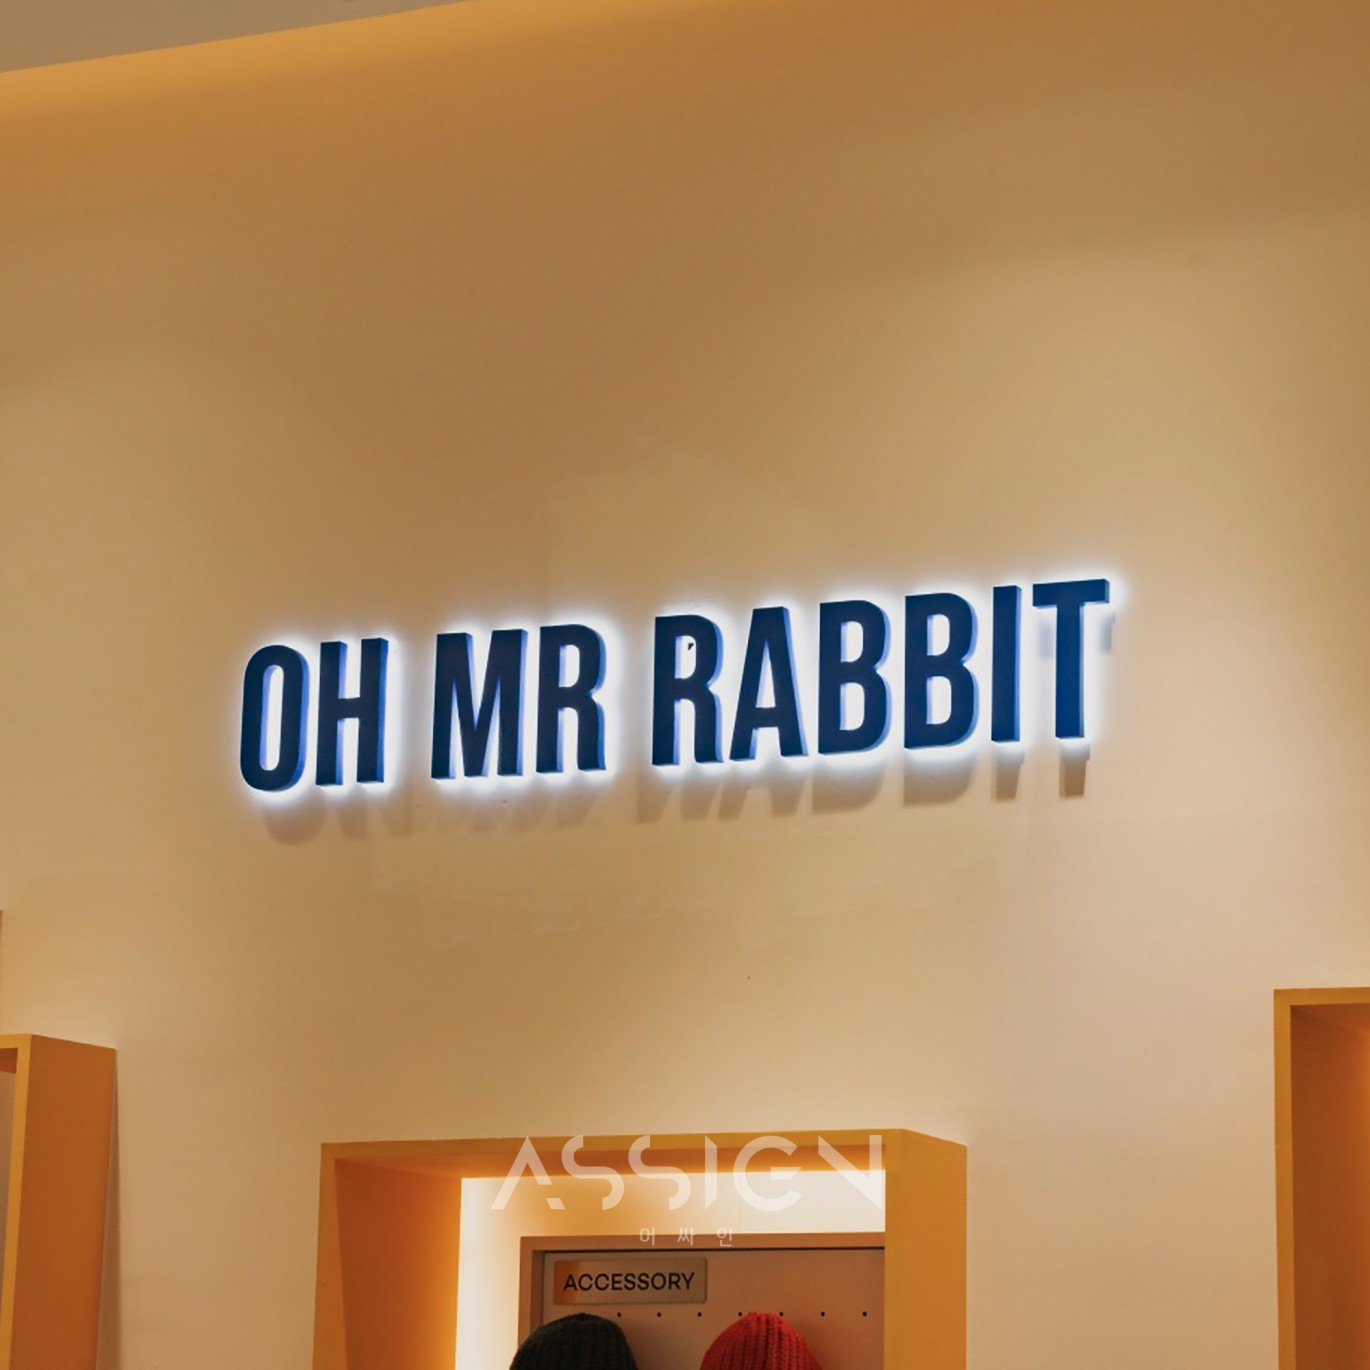 OH MR RABBIT
ASSIGN
어싸인
ACCESSORY